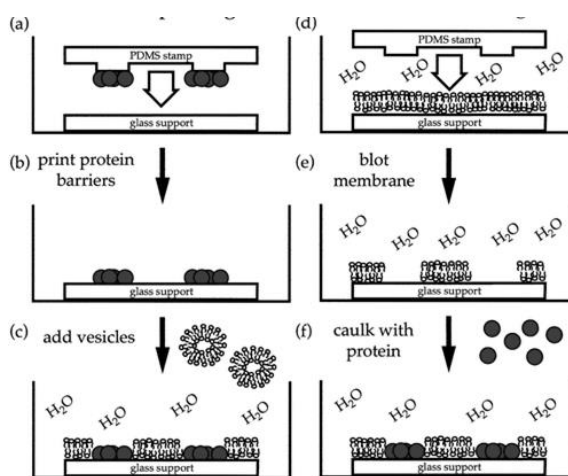 (a)
PDMS stamp
glass support
(b)
print protein
barriers
glass support
(c)
add vesicles
H₂O
H₂O
H₂O
H₂O
glass support
(d)
PDMS stamp
H₂O
H₂O
H₂O
H₂O
glass support
(e)
blot
membrane
H₂O
H₂O
H₂O
H₂O
H₂O
glass support
(f)
caulk with
protein
H₂O
H₂O
H₂O
H₂O
glass support